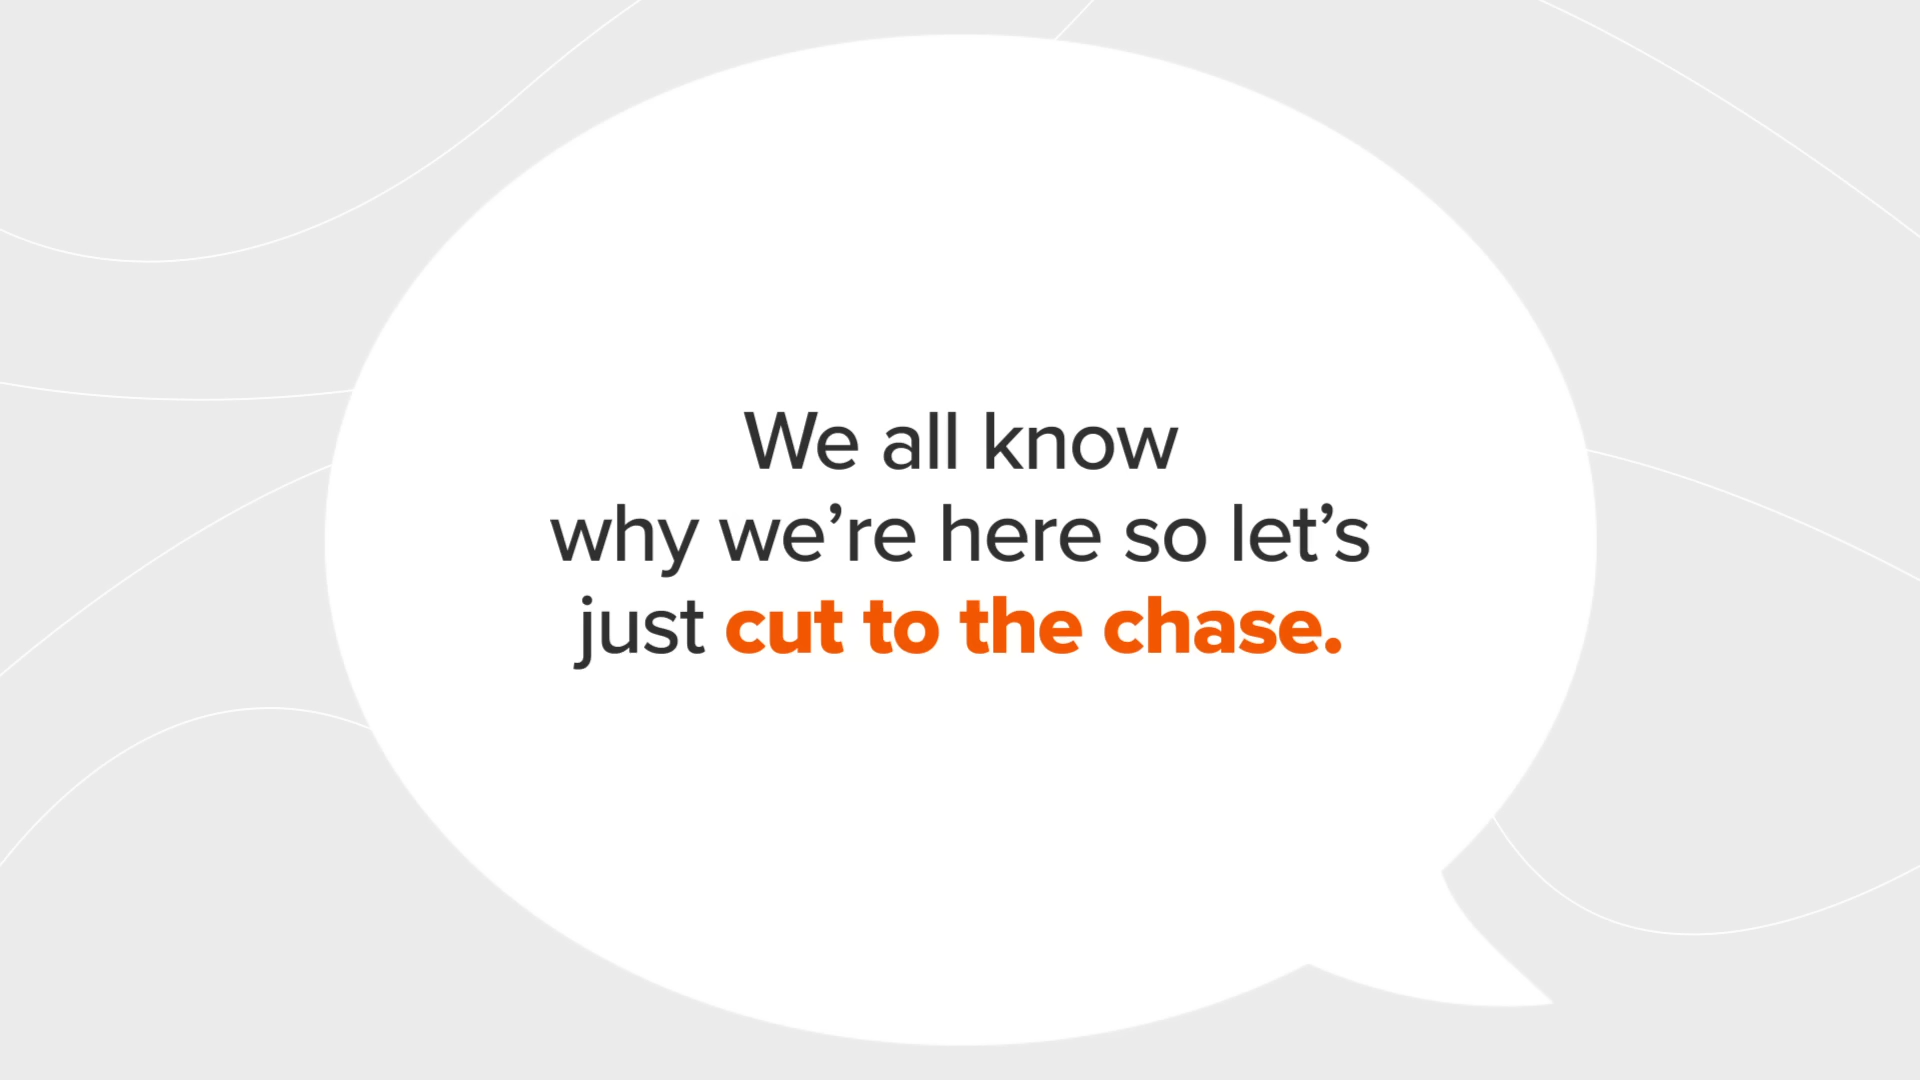 We all know
why we’re here so let’s
just cut to the chase.